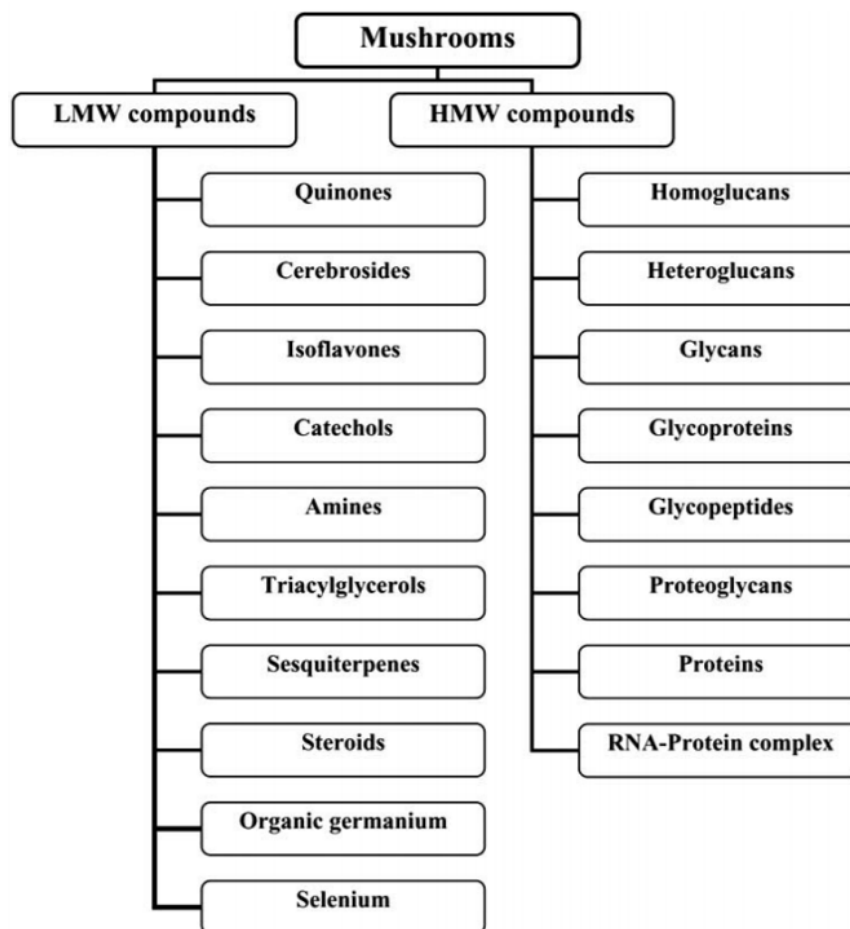 Mushrooms
LMW compounds
HMW compounds
Quinones
Cerebrosides
Isoflavones
Catechols
Amines
Triacylglycerols
Sesquiterpenes
Steroids
Organic germanium
Selenium
Homoglucans
Heteroglucans
Glycans
Glycoproteins
Glycopeptides
Proteoglycans
Proteins
RNA-Protein complex